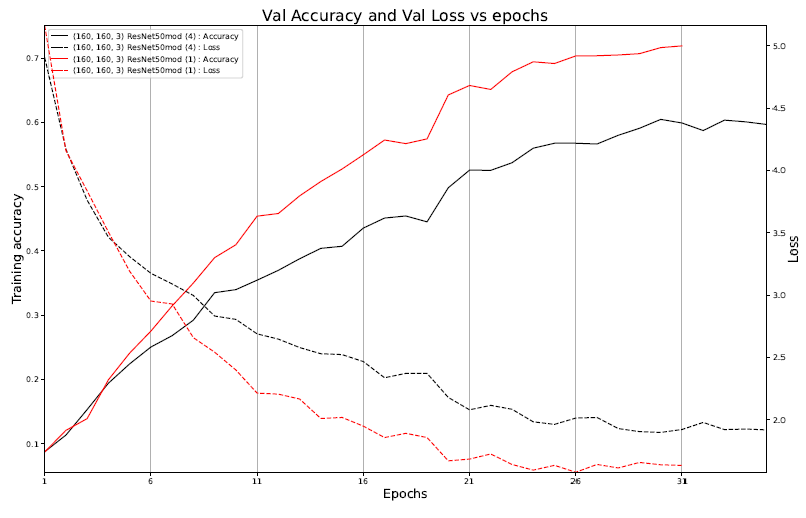 Val Accuracy and Val Loss vs epochs
(160, 160, 3) ResNet50mod (4) : Accuracy
(160, 160, 3) ResNet50mod (4) : Loss
(160, 160, 3) ResNet50mod (1) : Accuracy
(160, 160, 3) ResNet50mod (1) : Loss
Training accuracy
0.7
0.6
0.5
0.4
0.3
0.2
0.1
5.0
4.5
4.0
3.5
3.0
2.5
2.0
Loss
1
6
11
16
21
26
31
Epochs